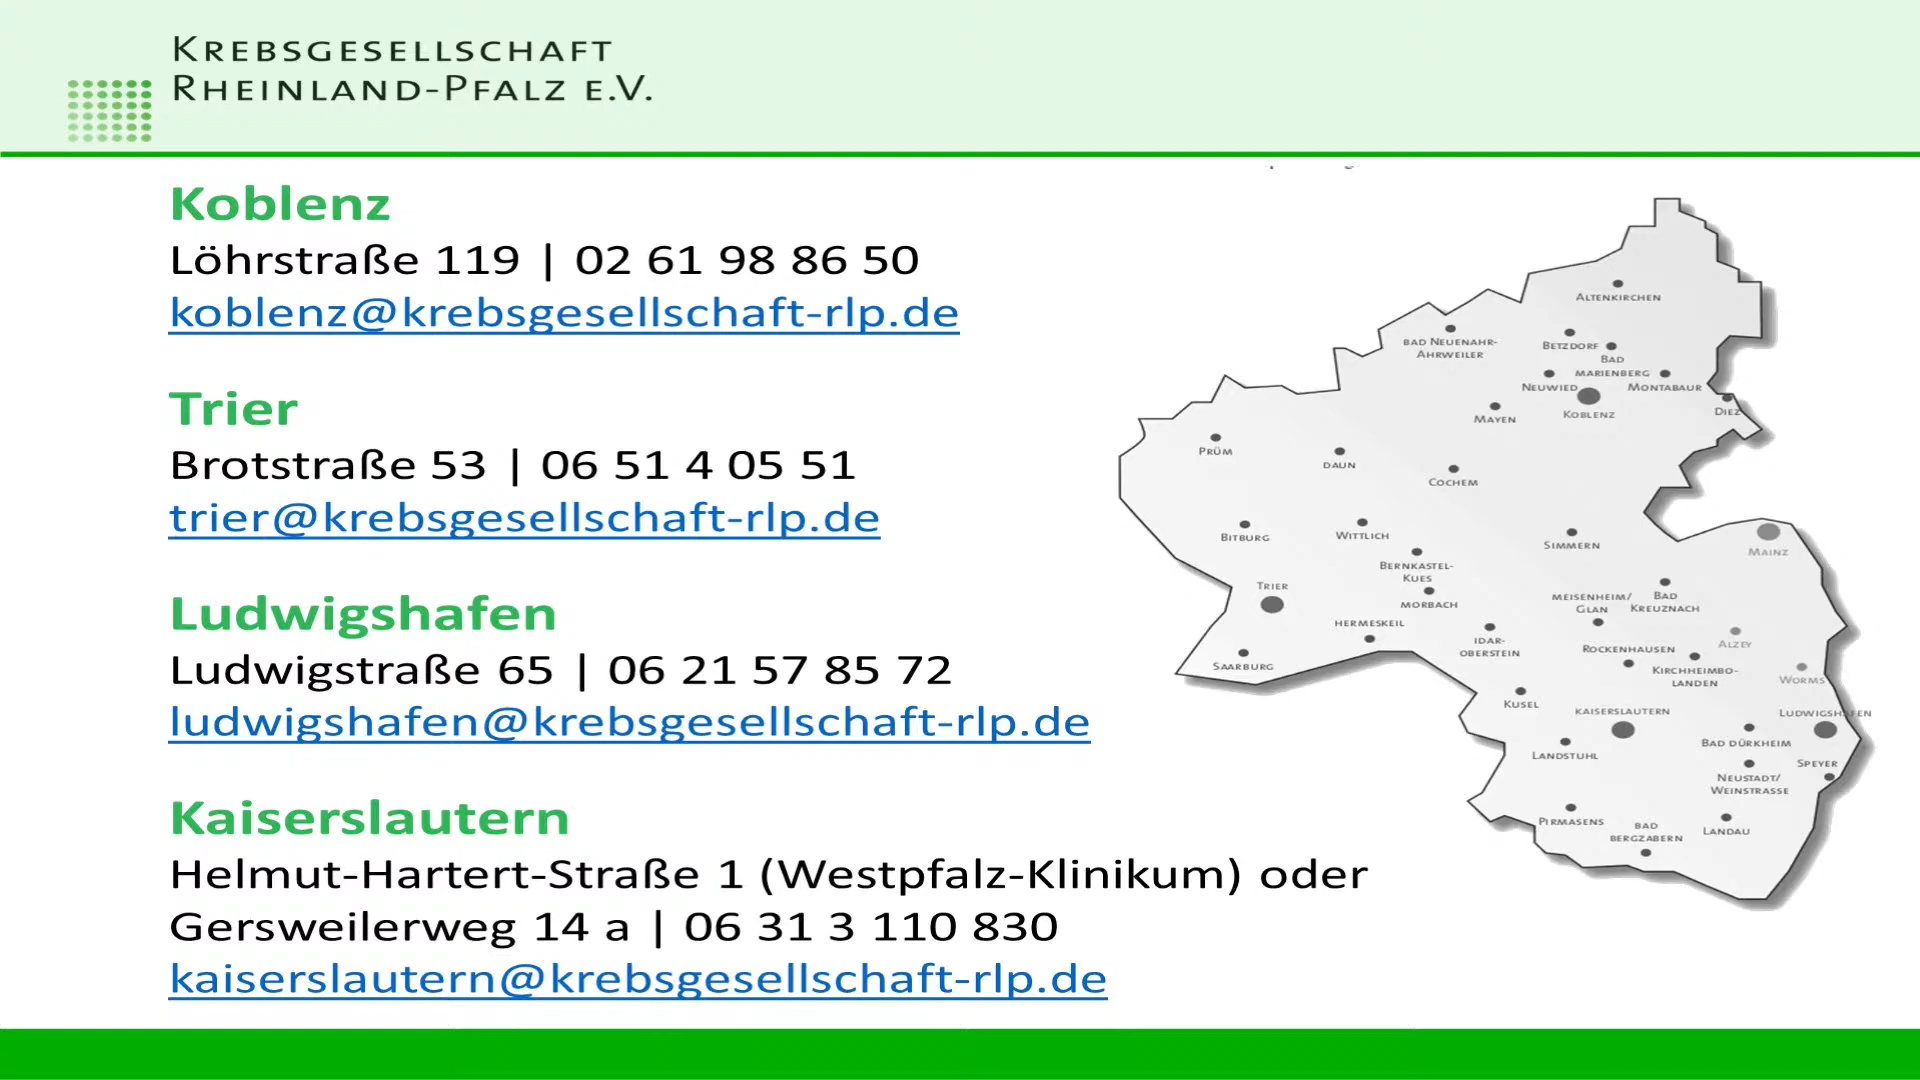 KREBSGESELLSCHAFT
RHEINLAND-PFALZ E.V.
Koblenz
Löhrstraße 119 | 02 61 98 86 50
koblenz@krebsgesellschaft-rlp.de
Trier
Brotstraße 53 | 06 51 4 05 51
trier@krebsgesellschaft-rlp.de
Ludwigshafen
Ludwigstraße 65 | 06 21 57 85 72
ludwigshafen@krebsgesellschaft-rlp.de
Kaiserslautern
Helmut-Hartert-Straße 1 (Westpfalz-Klinikum) oder
Gersweilerweg 14 a | 06 31 3 110 830
kaiserslautern@krebsgesellschaft-rlp.de
ALTENKIRCHEN
BAD NEUENAHR-
AHRWEILER
BETZDORF
BAD
MARIENBERG
NEUWIED
MONTABAUR
KOBLENZ
DIEZ
MAYEN
PRÜM
DAUN
COCHEM
BITBURG
WITTLICH
SIMMERN
MAINZ
BERNKASTEL-
KUES
TRIER
MORBACH
MEISENHEIM/
GLAN
BAD
KREUZNACH
HERMESKEIL
IDAR-
OBERSTEIN
ROCKENHAUSEN
ALZEY
SAARBURG
KIRCHHEIMBO-
LANDEN
WORMS
KUSEL
KAISERSLAUTERN
LUDWIGSHAFEN
LANDSTUHL
BAD DÜRKHEIM
SPEYER
NEUSTADT/
WEINSTRASSE
PIRMASENS
BAD
BERGZABERN
LANDAU